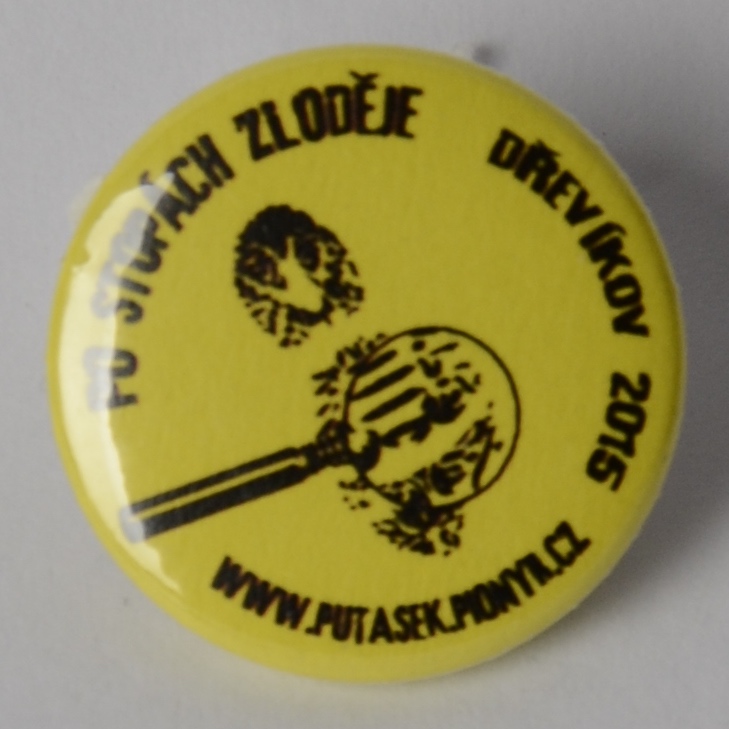 PO STOPÁCH ZLODĚJE
DŘEVÍKOV 2015
WWW.PUTASEK.PIONYR.CZ